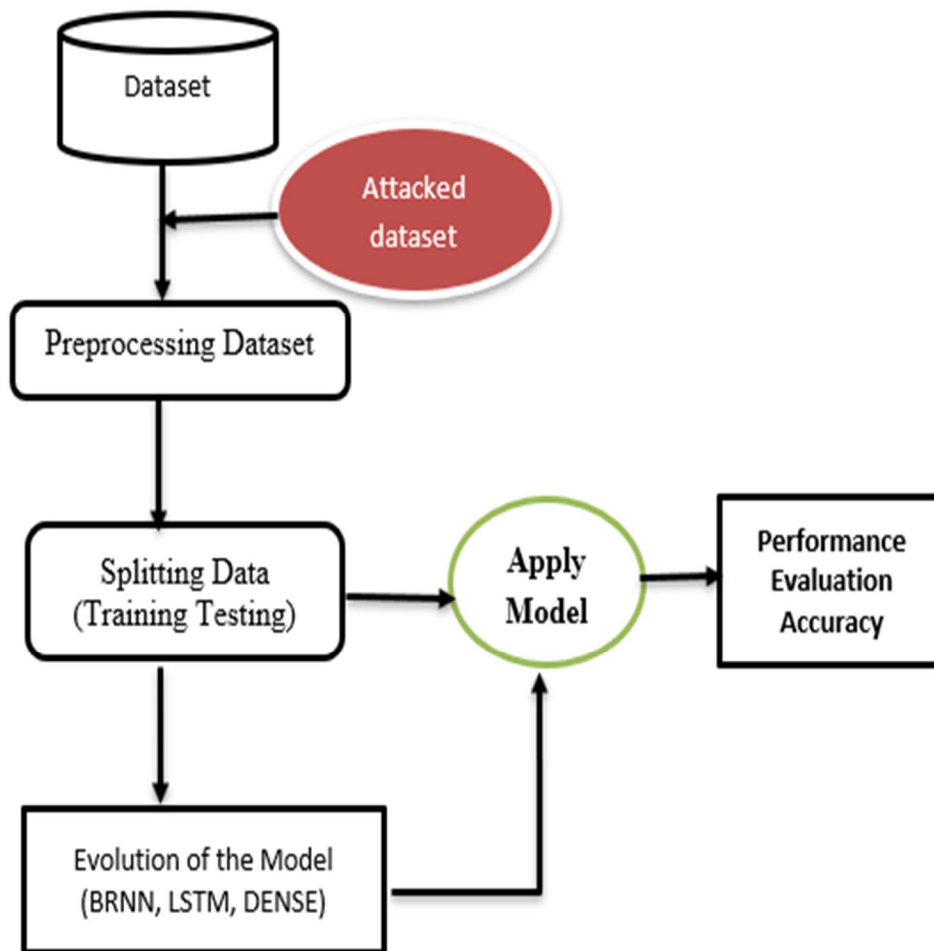 Dataset
Attacked
dataset
Preprocessing Dataset
Splitting Data
(Training Testing)
Apply
Model
Performance
Evaluation
Accuracy
Evolution of the Model
(BRNN, LSTM, DENSE)